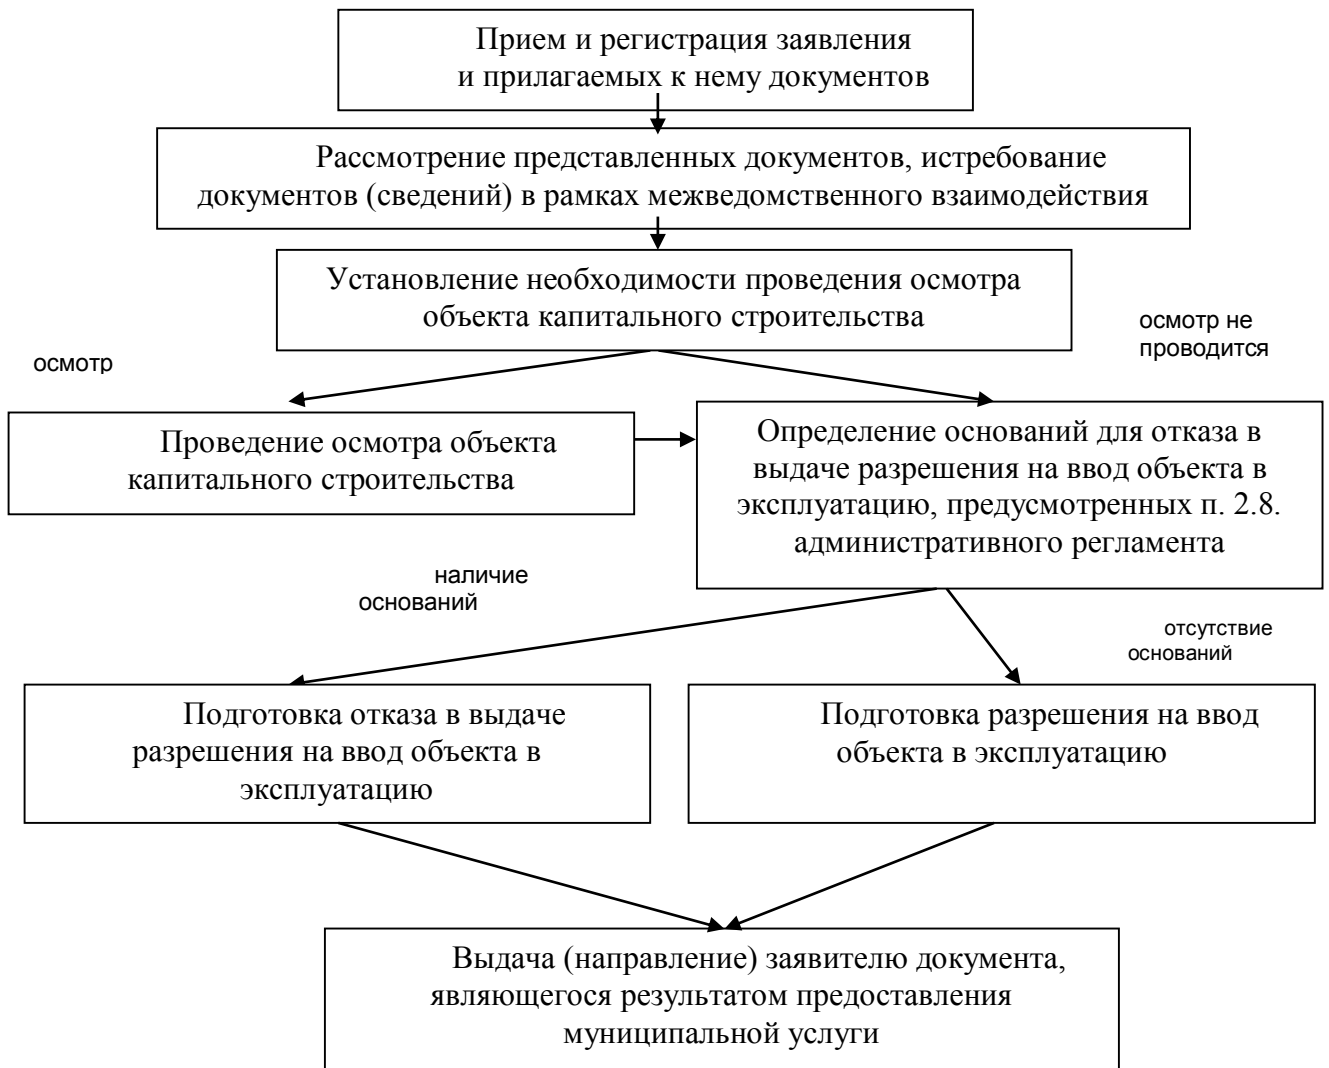 Прием и регистрация заявления
и прилагаемых к нему документов
Рассмотрение представленных документов, истребование
документов (сведений) в рамках межведомственного взаимодействия
Установление необходимости проведения осмотра
объекта капитального строительства
осмотр
осмотр не
проводится
Проведение осмотра объекта
капитального строительства
Определение оснований для отказа в
выдаче разрешения на ввод объекта в
эксплуатацию, предусмотренных п. 2.8.
административного регламента
наличие
оснований
отсутствие
оснований
Подготовка отказа в выдаче
разрешения на ввод объекта в
эксплуатацию
Подготовка разрешения на ввод
объекта в эксплуатацию
Выдача (направление) заявителю документа,
являющегося результатом предоставления
муниципальной услуги